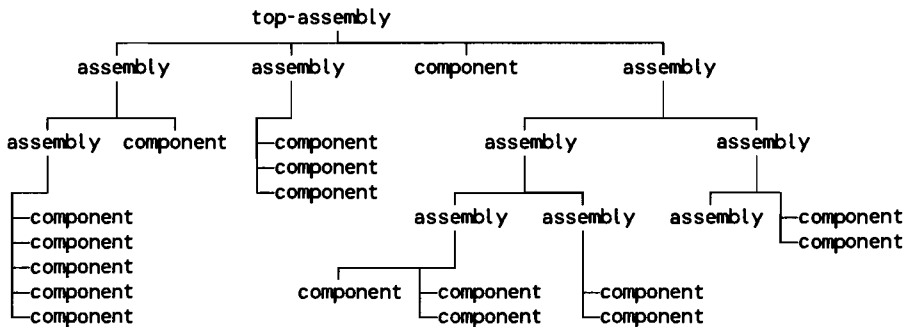 top-assembly
assembly assembly component assembly
assembly component component assembly assembly
component
component
component assembly assembly assembly component
component component
component
component component component component
component component component